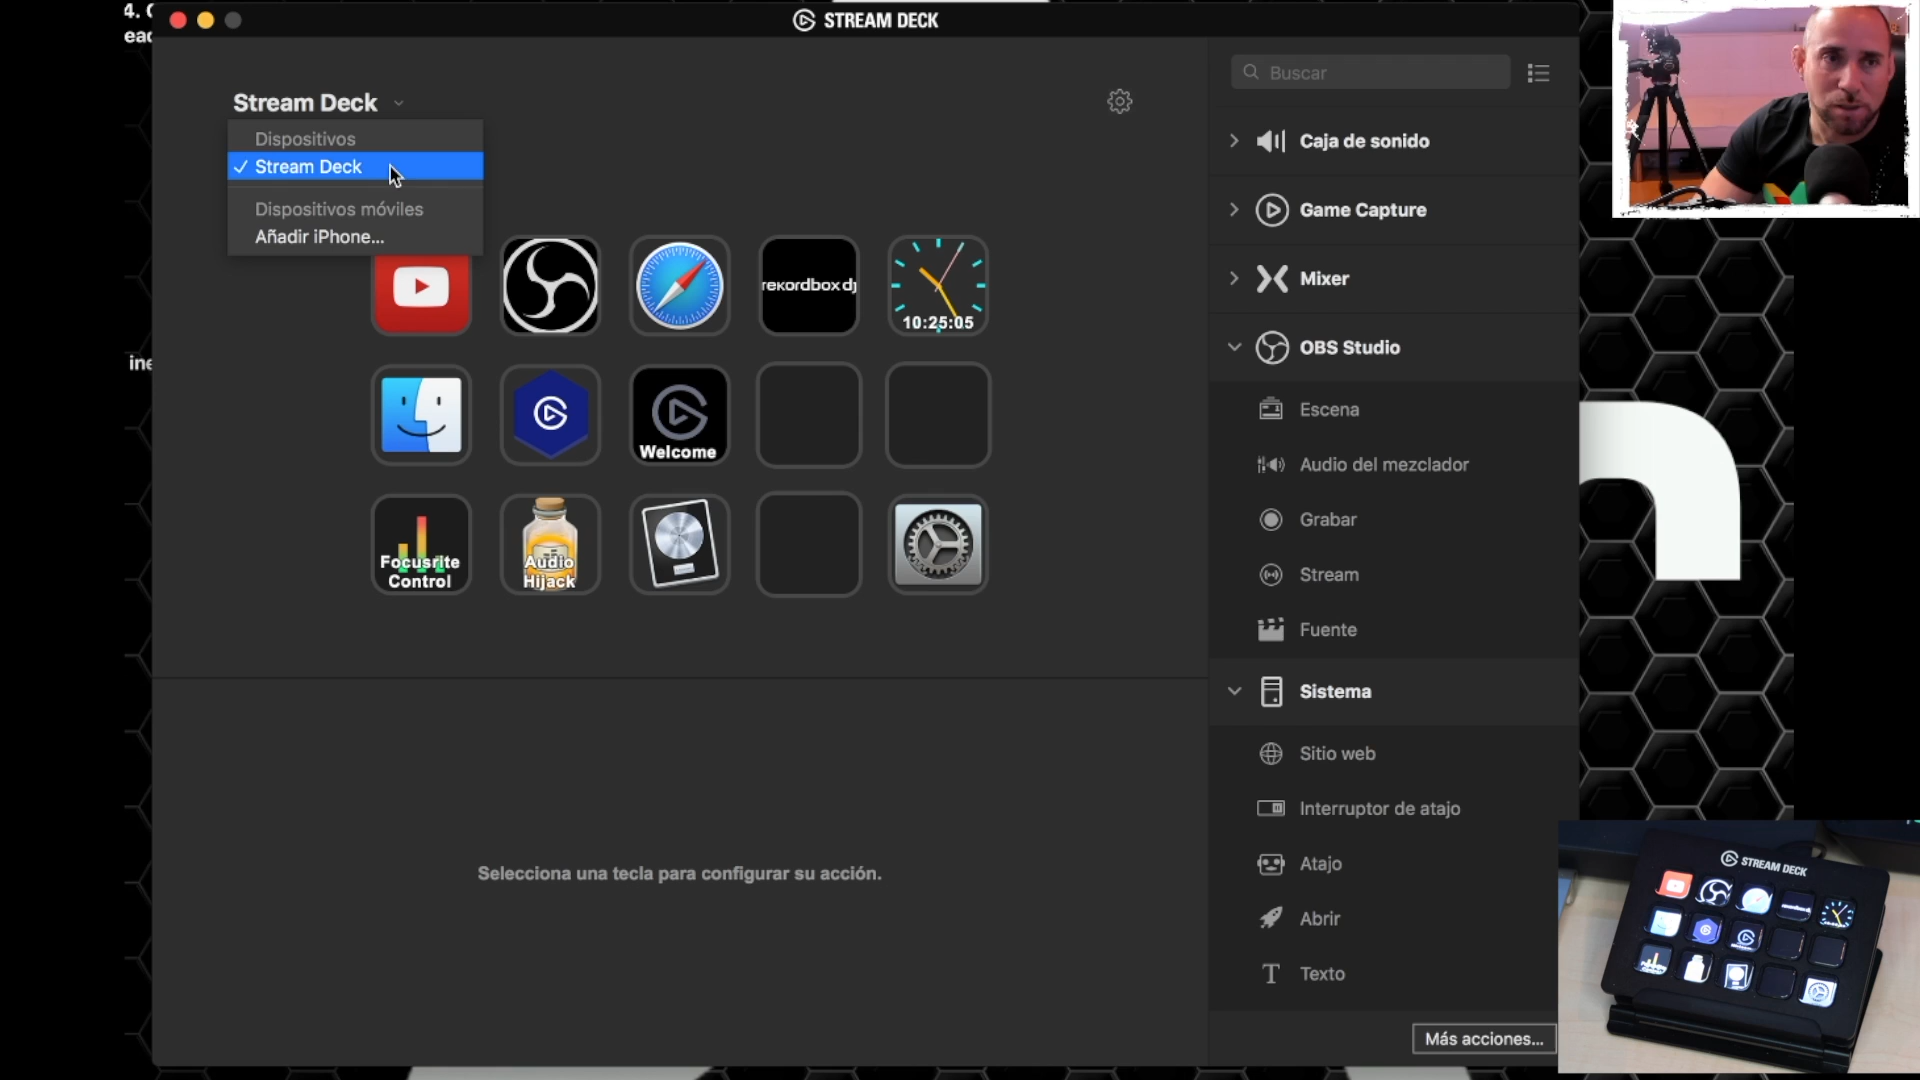 4. C
STREAM DECK
eac
Stream Deck
Dispositivos
Stream Deck
Dispositivos móviles
Añadir iPhone...
rekordbox dj
10:25:05
ine
Welcome
Focusrite
Control
Audio
Hijack
Selecciona una tecla para configurar su acción.
Buscar
Caja de sonido
Game Capture
Mixer
OBS Studio
Escena
Audio del mezclador
Grabar
Stream
Fuente
Sistema
Sitio web
Interruptor de atajo
Atajo
Abrir
Texto
Más acciones...
STREAM DECK